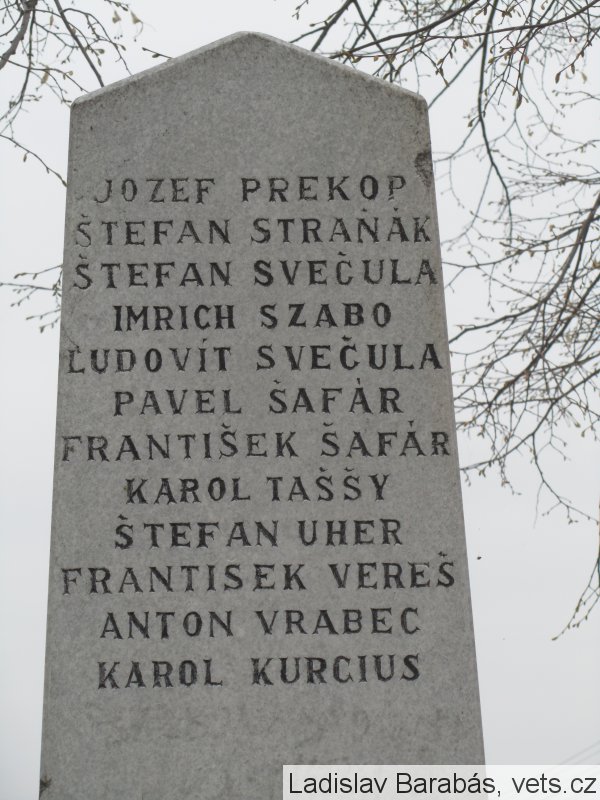 JOZEF PREKOP
ŠTEFAN STRAŇÁK
ŠTEFAN SVEČULA
IMRICH SZABO
ĽUDOVÍT SVEČULA
PAVEL ŠAFÁR
FRANTIŠEK ŠAFÁR
KAROL TAŠŠY
ŠTEFAN UHER
FRANTISEK VEREŠ
ANTON VRABEC
KAROL KURCIUS
Ladislav Barabás, vets.cz